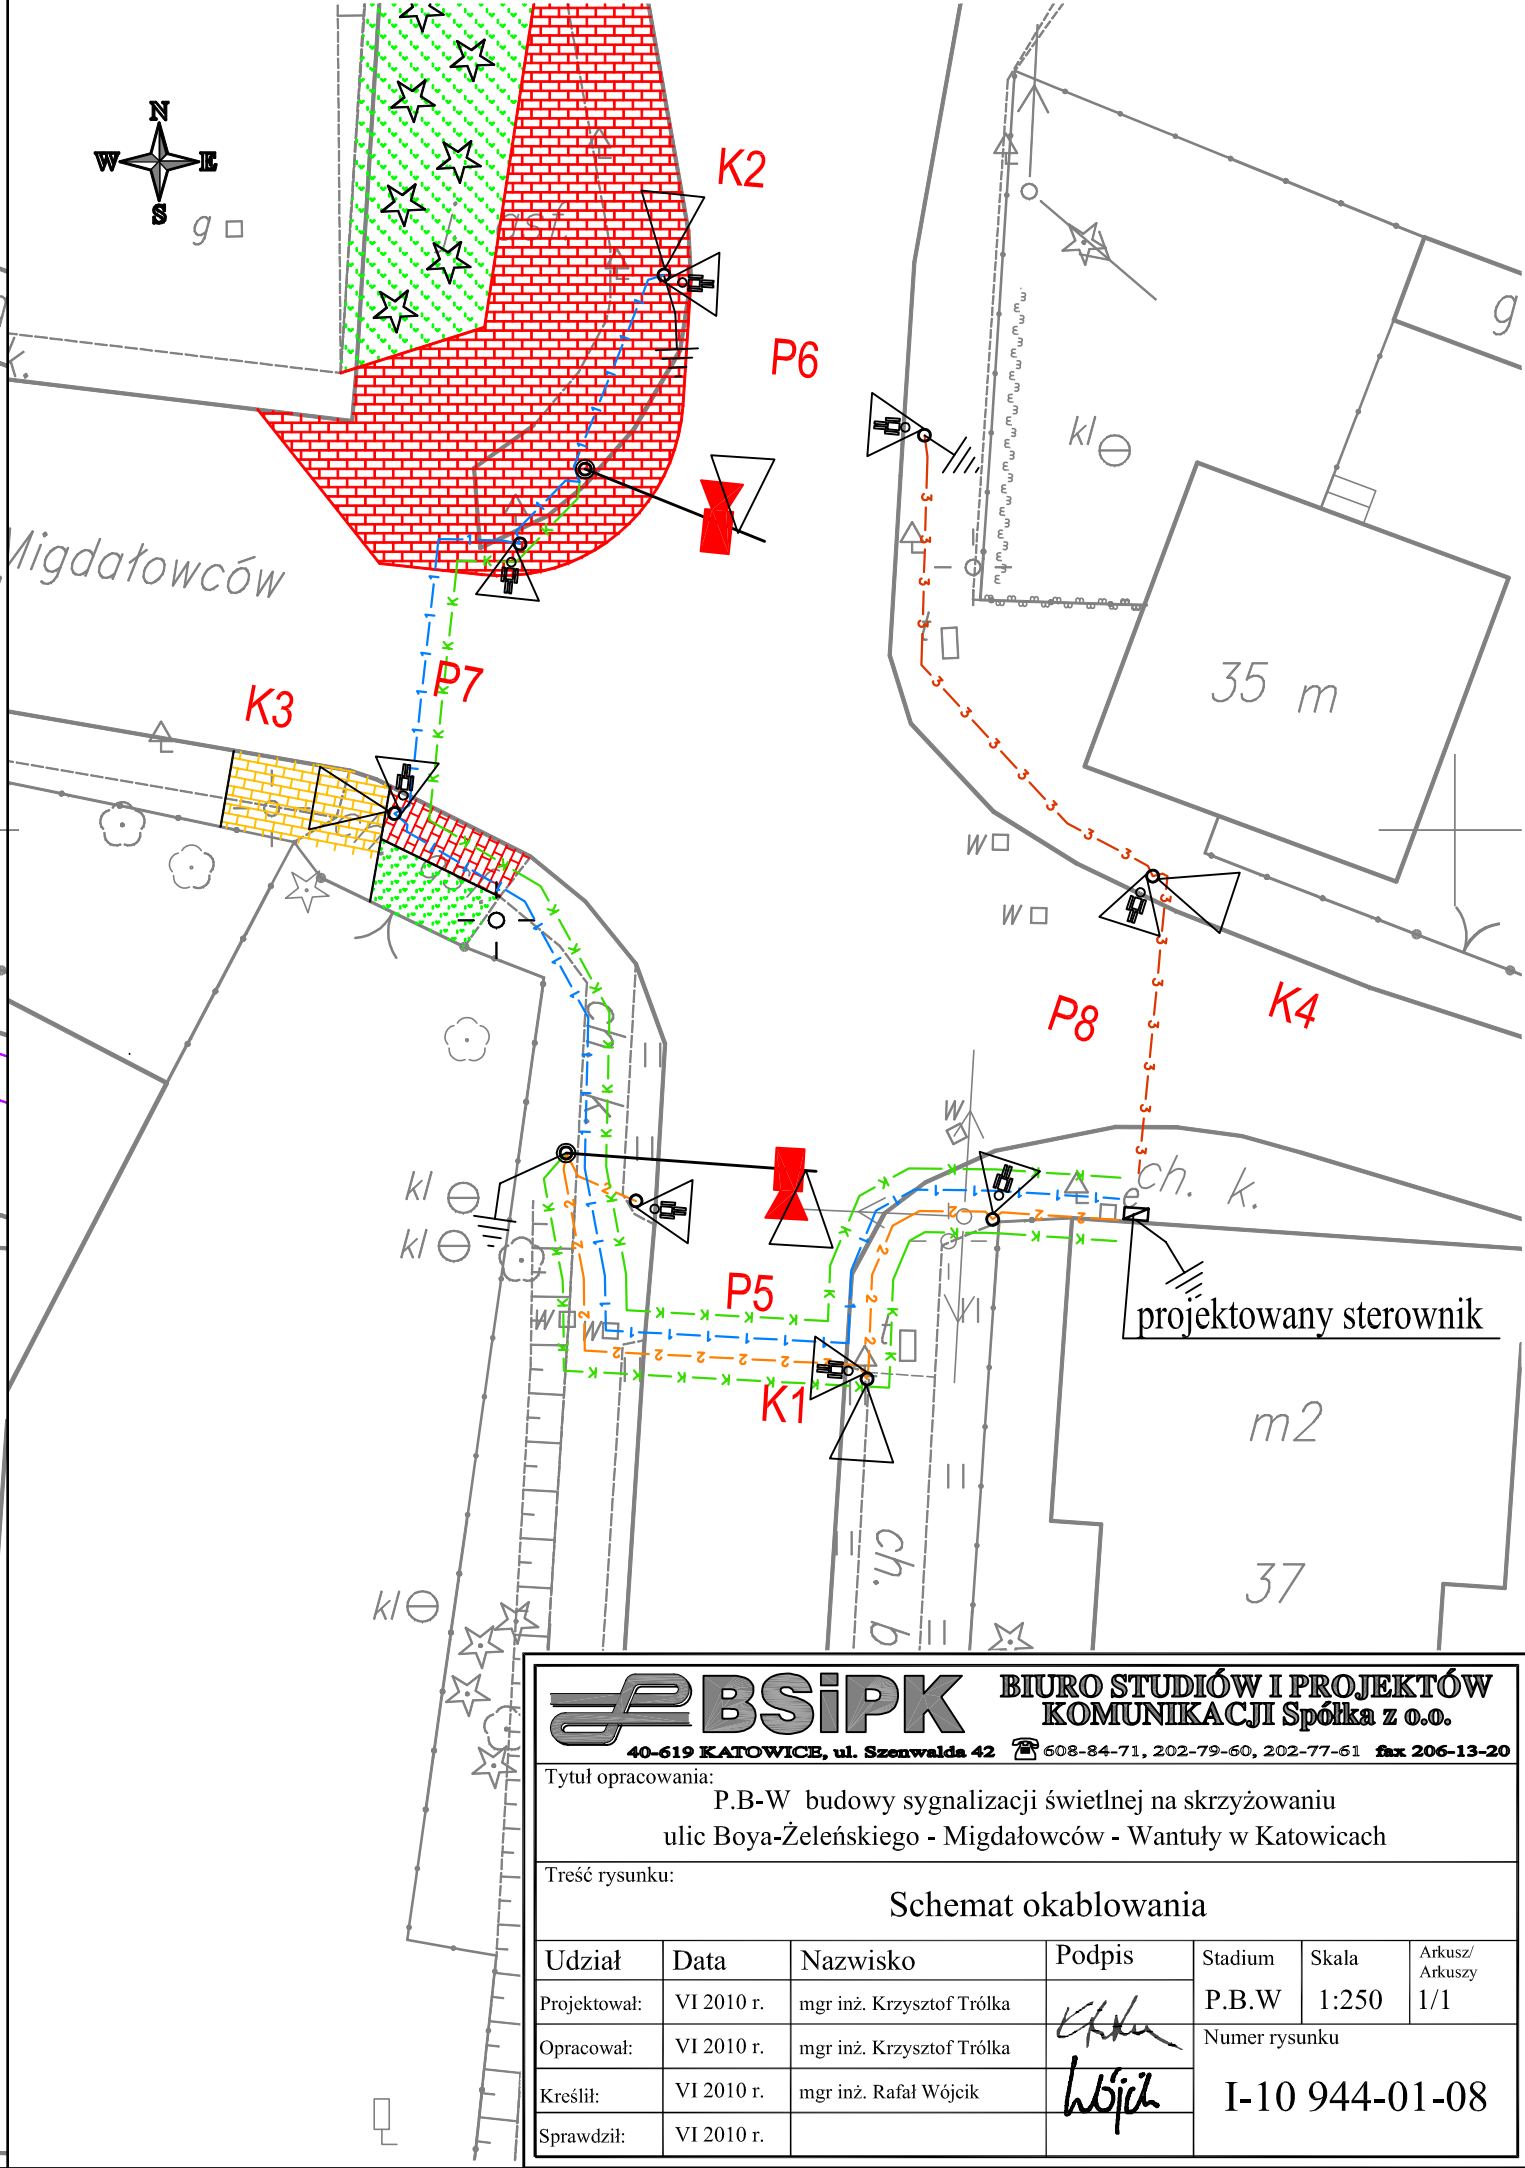 N
W E
S
g
asf.
K2
P6
g
kl
k.
Migdałowców
35 m
P7
K3
w
w
P8
K4
ch. k.
w
kl
kl
ch. k.
e
P5
w w
t
projektowany sterownik
K1
m2
ch. b
37
kl
BSiPK
BIURO STUDIÓW I PROJEKTÓW
KOMUNIKACJI Spółka z o.o.
40-619 KATOWICE, ul. Szenwalda 42 ☎ 608-84-71, 202-79-60, 202-77-61 fax 206-13-20
Tytuł opracowania:
P.B-W budowy sygnalizacji świetlnej na skrzyżowaniu
ulic Boya-Żeleńskiego - Migdałowców - Wantuły w Katowicach
Treść rysunku:
Schemat okablowania
Udział Data Nazwisko Podpis Stadium Skala Arkusz/
Arkuszy
Projektował: VI 2010 r. mgr inż. Krzysztof Trólka P.B.W 1:250 1/1
Opracował: VI 2010 r. mgr inż. Krzysztof Trólka Numer rysunku
Kreślił: VI 2010 r. mgr inż. Rafał Wójcik Wójcik I-10 944-01-08
Sprawdził: VI 2010 r.